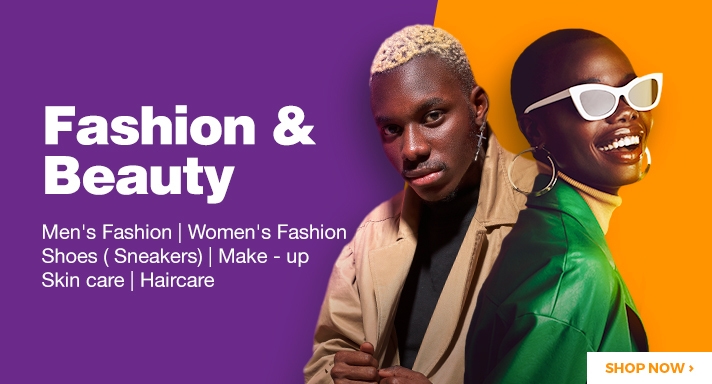 Fashion &
Beauty
Men's Fashion | Women's Fashion
Shoes ( Sneakers) | Make - up
Skin care | Haircare
SHOP NOW ›